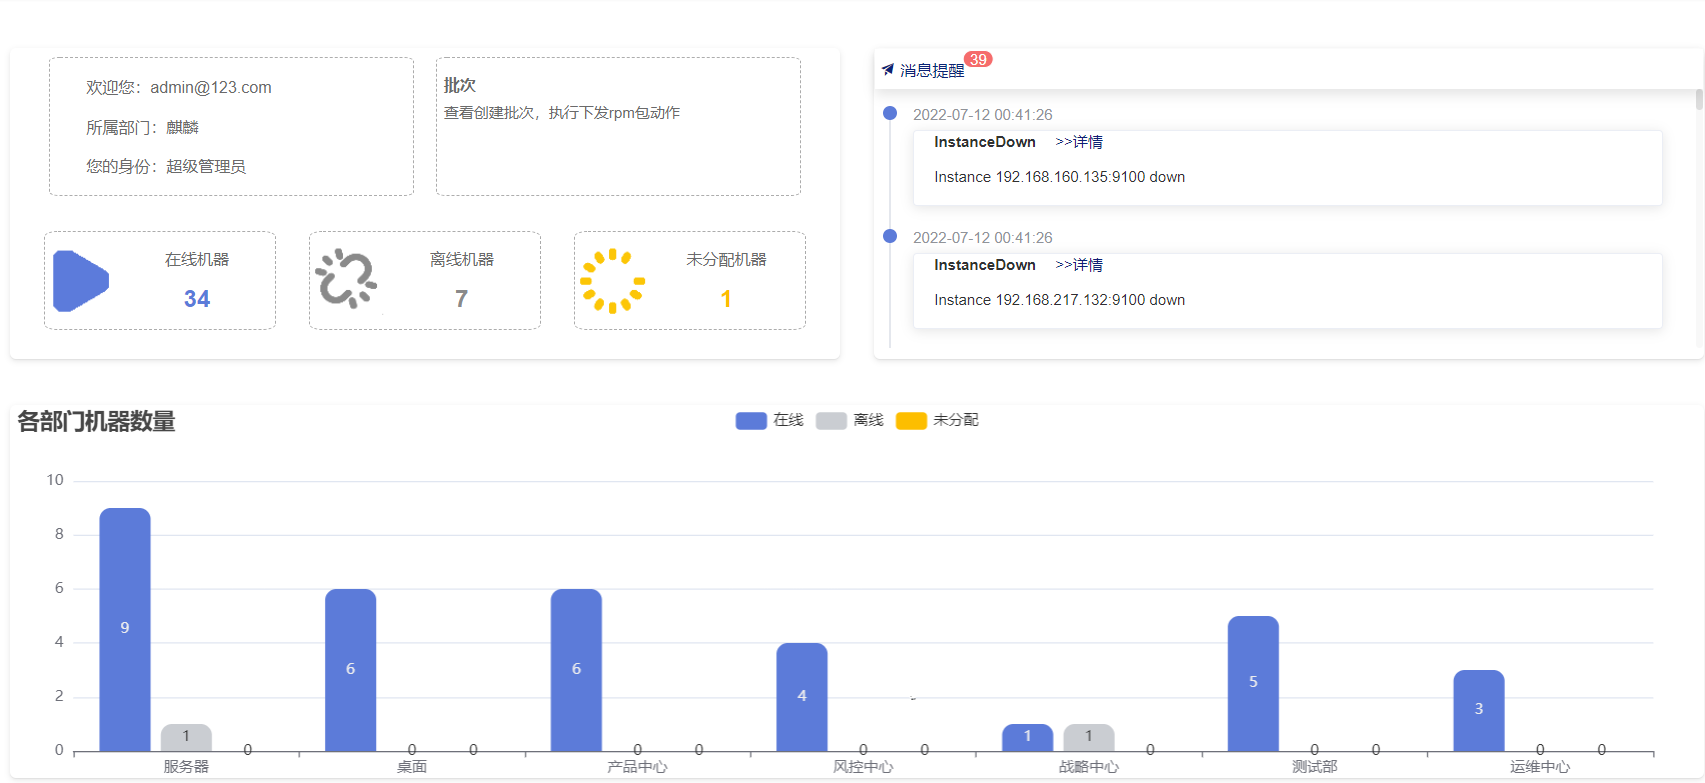 欢迎您：admin@123.com
所属部门：麒麟
您的身份：超级管理员
批次
查看创建批次，执行下发rpm包动作
在线机器
34
离线机器
7
未分配机器
1
消息提醒 39
2022-07-12 00:41:26
InstanceDown >>详情
Instance 192.168.160.135:9100 down
2022-07-12 00:41:26
InstanceDown >>详情
Instance 192.168.217.132:9100 down
各部门机器数量
在线 离线 未分配
10
8
6
4
2
0
9 1 0
6 0 0
6 0 0
4 0 0
1 1 0
5 0 0
3 0 0
服务器 桌面 产品中心 风控中心 战略中心 测试部 运维中心